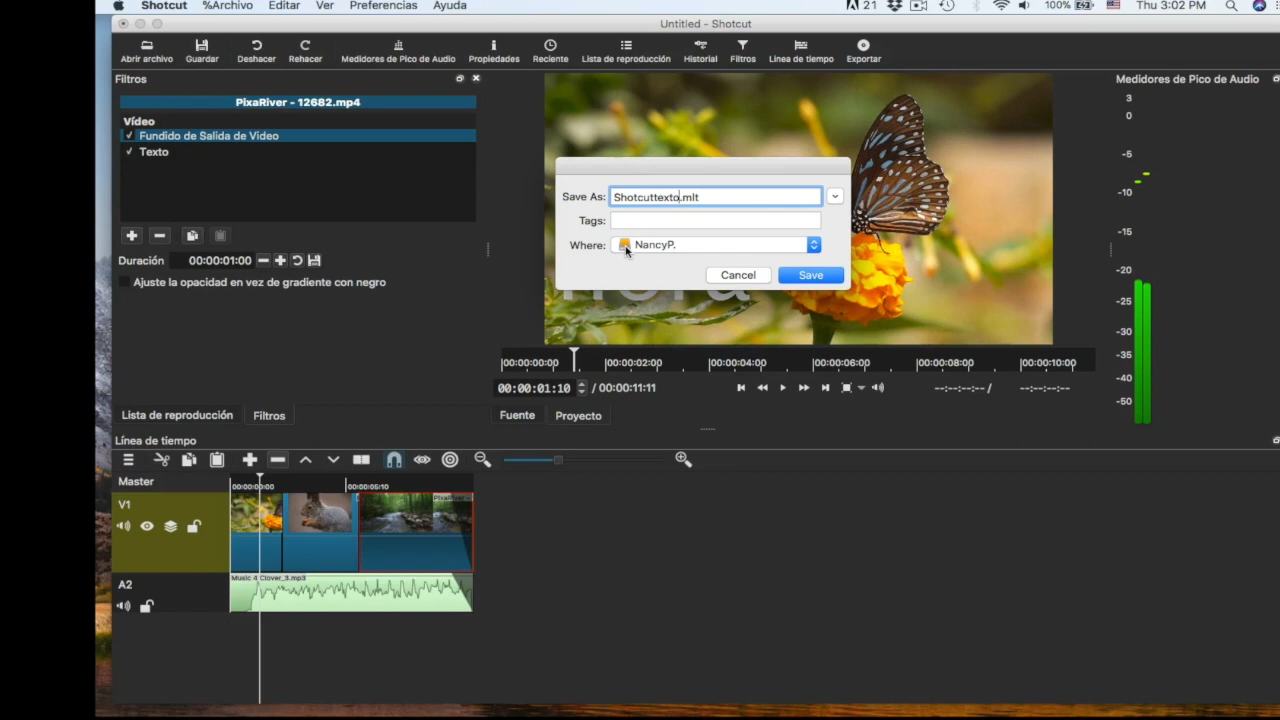 Shotcut %Archivo Editar Ver Preferencias Ayuda 21 100% Thu 3:02 PM
Untitled - Shotcut
Abrir archivo Guardar Deshacer Rehacer Medidores de Pico de Audio Propiedades Reciente Lista de reproducción Historial Filtros Linea de tiempo Exportar
Filtros
PixaRiver - 12682.mp4
Vídeo
Fundido de Salida de Video
Texto
Duración 00:00:01:00
Ajuste la opacidad en vez de gradiente con negro
Lista de reproducción Filtros
Save As: Shotcuttexto.mlt
Tags:
Where: NancyP.
Cancel Save
00:00:00:00 00:00:02:00 00:00:04:00 00:00:06:00 00:00:08:00 00:00:10:00
00:00:01:10 / 00:00:11:11 --:--:--:-- / --:--:--:--
Fuente Proyecto
Medidores de Pico de Audio
3
0
-5
-10
-15
-20
-25
-30
-35
-40
-50
Línea de tiempo
Master
00:00:00:00 00:00:05:10
V1
A2
Music 4 Clover_3.mp3